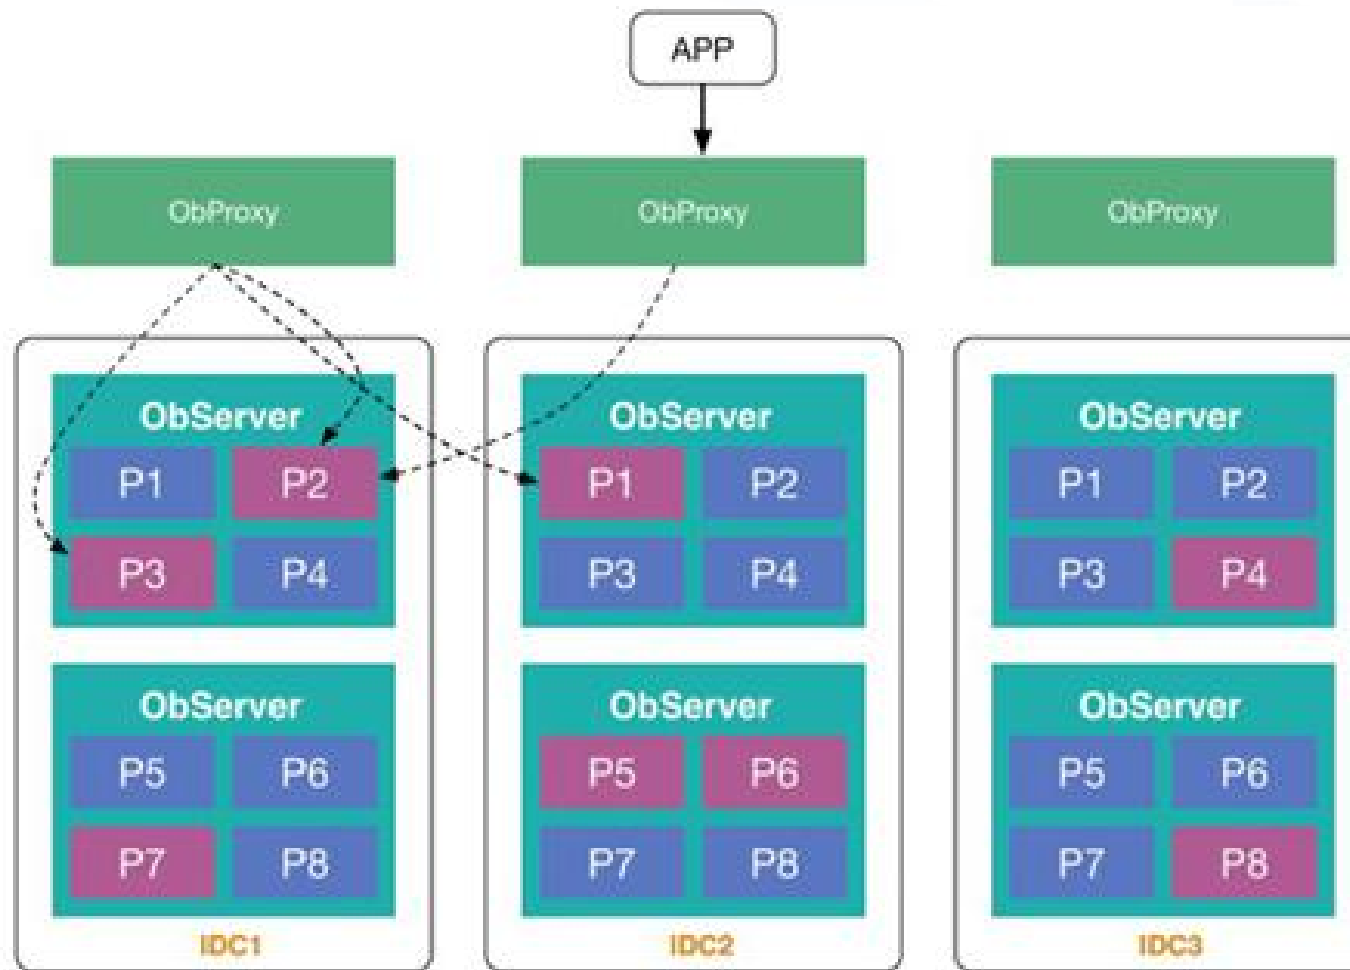 APP
ObProxy
ObProxy
ObProxy
ObServer
P1 P2
P3 P4
ObServer
P5 P6
P7 P8
IDC1
ObServer
P1 P2
P3 P4
ObServer
P5 P6
P7 P8
IDC2
ObServer
P1 P2
P3 P4
ObServer
P5 P6
P7 P8
IDC3